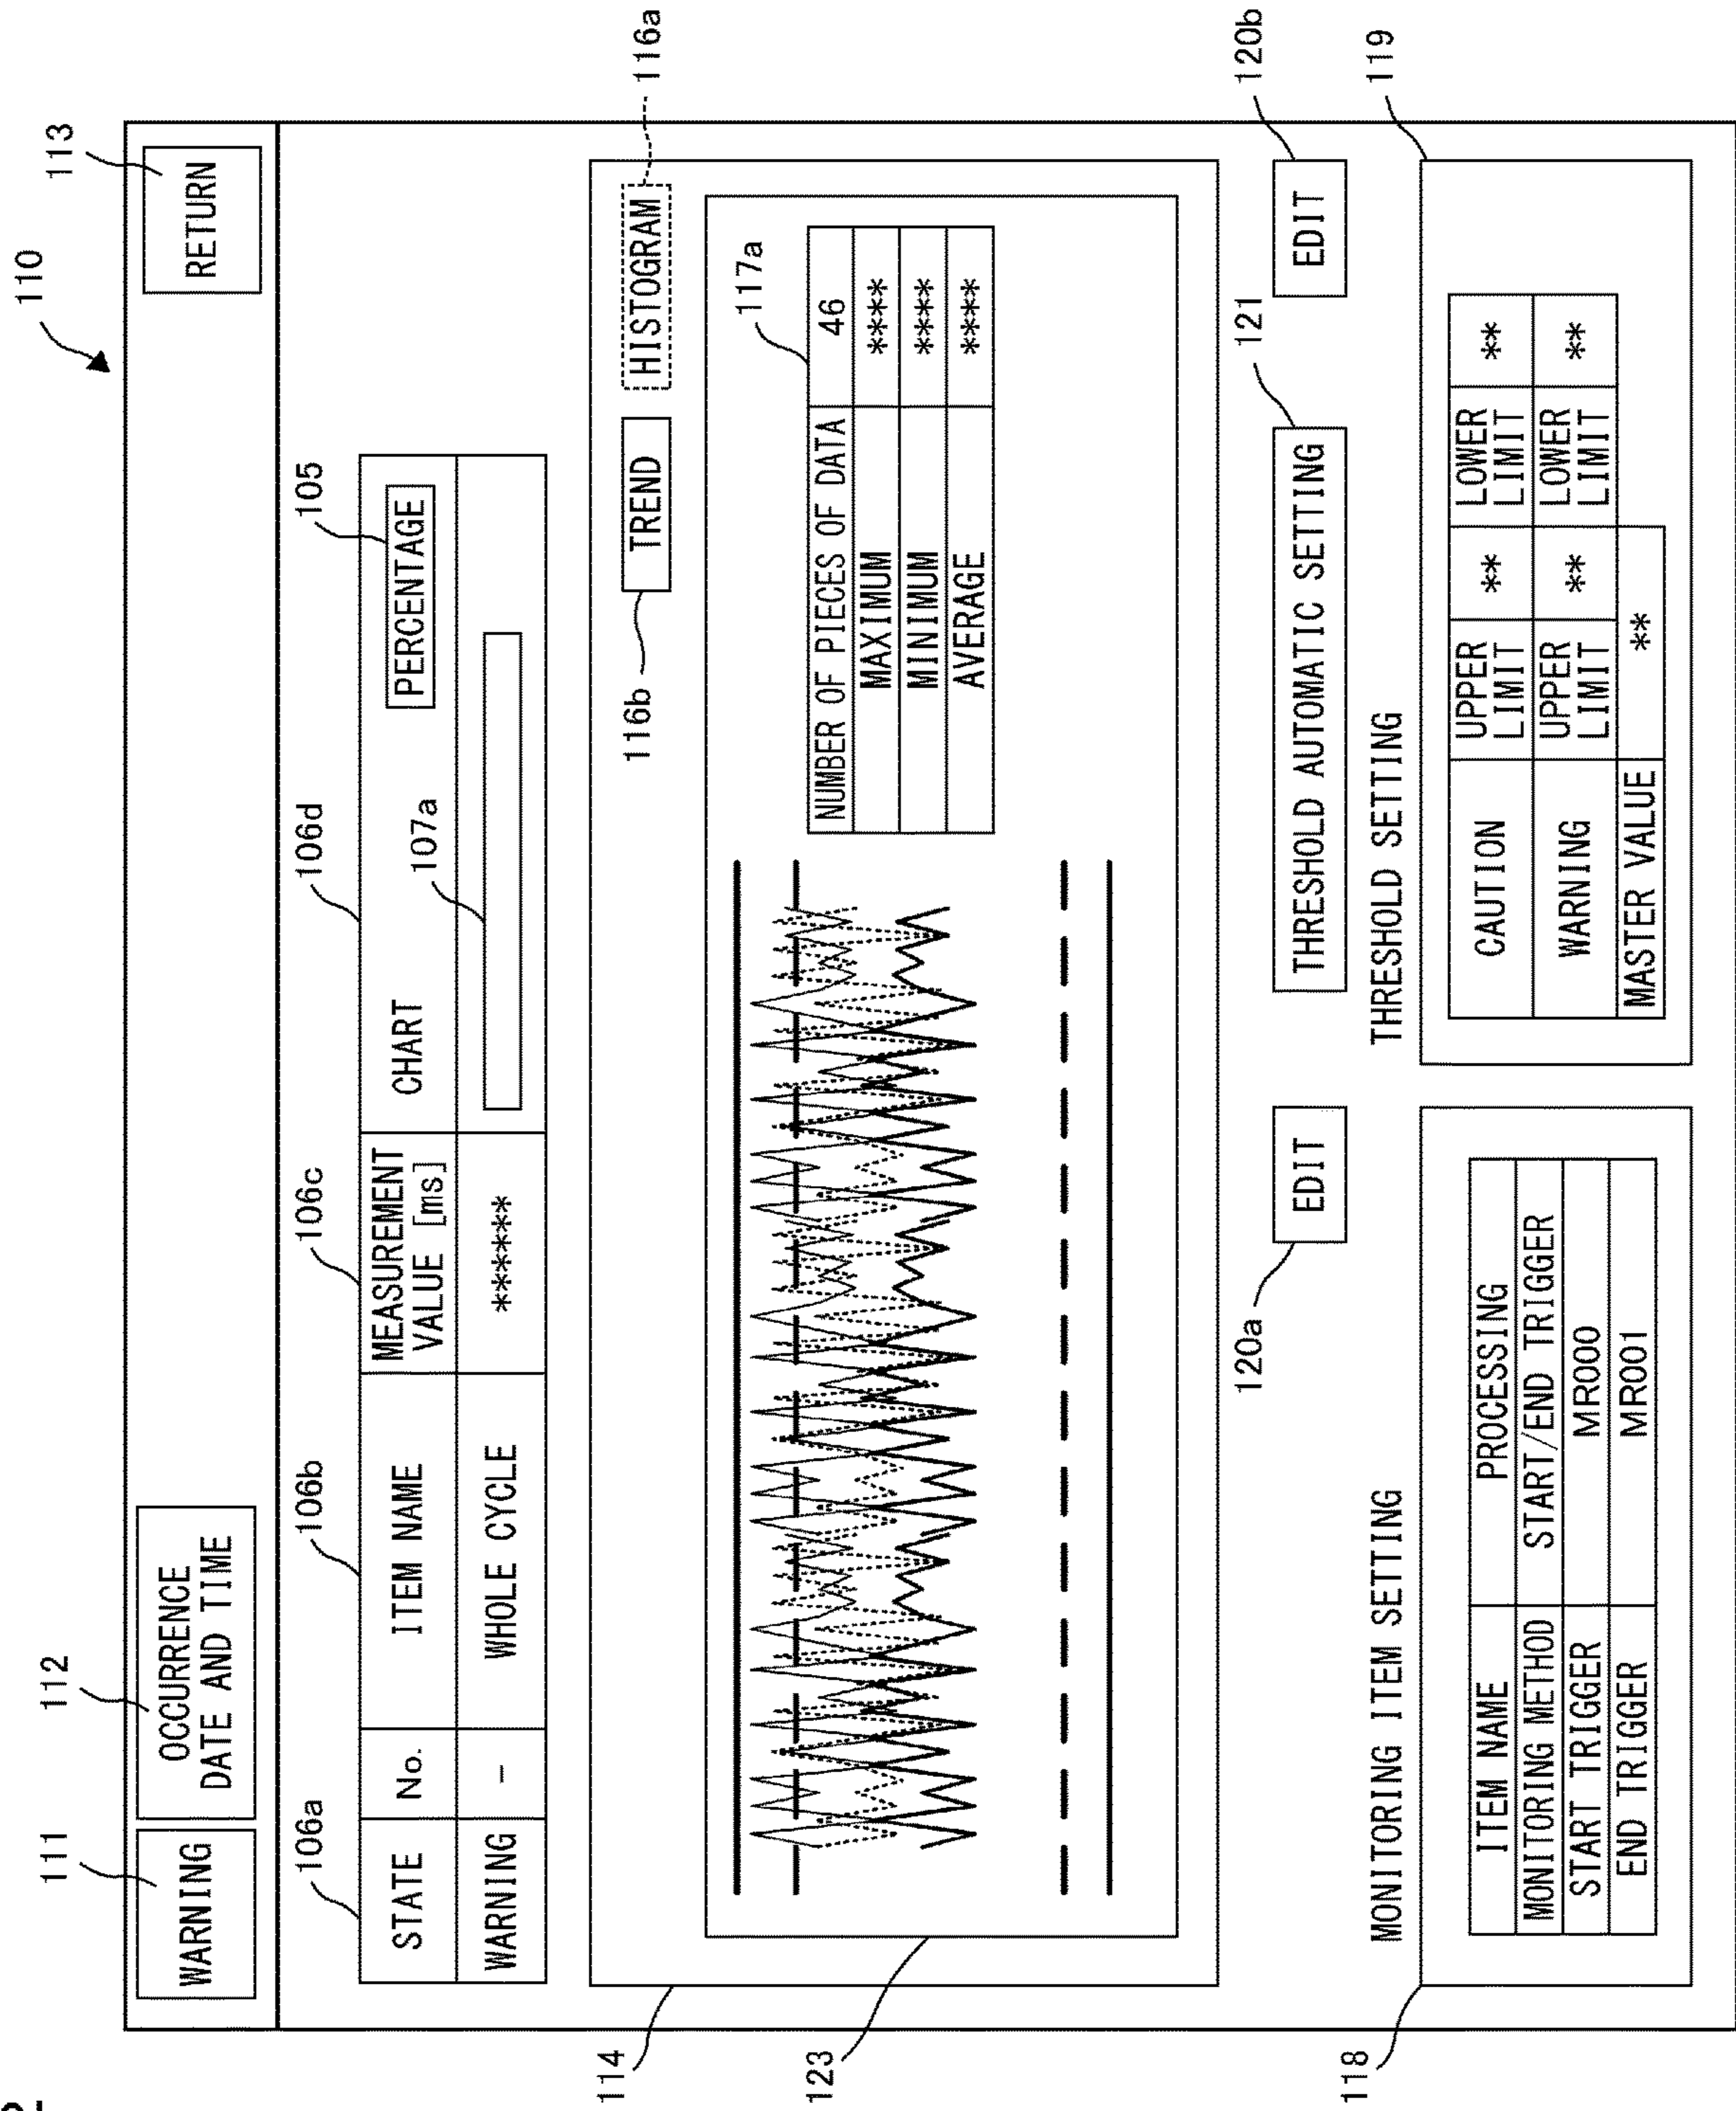 110
111
112
113
WARNING
OCCURRENCE
DATE AND TIME
RETURN
106a
106b
106c
106d
105
STATE
No.
ITEM NAME
MEASUREMENT
VALUE [ms]
CHART
PERCENTAGE
107a
WARNING
–
WHOLE CYCLE
******
114
116b
TREND
HISTOGRAM
116a
117a
NUMBER OF PIECES OF DATA
46
MAXIMUM
****
MINIMUM
****
AVERAGE
****
123
120a
EDIT
THRESHOLD AUTOMATIC SETTING
121
EDIT
120b
MONITORING ITEM SETTING
THRESHOLD SETTING
118
119
ITEM NAME
PROCESSING
MONITORING METHOD
START/END TRIGGER
START TRIGGER
MR000
END TRIGGER
MR001
CAUTION
UPPER
LIMIT
**
LOWER
LIMIT
**
WARNING
UPPER
LIMIT
**
LOWER
LIMIT
**
MASTER VALUE
**